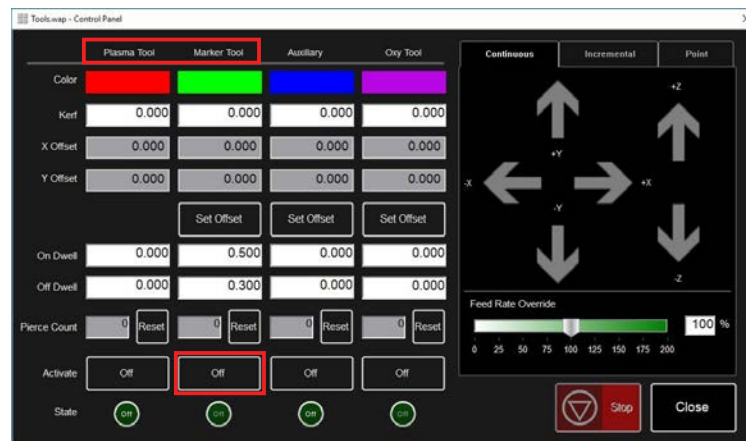 Tools.wap - Control Panel
Plasma Tool Marker Tool Auxiliary Oxy Tool
Color
Kerf 0.000 0.000 0.000 0.000
X Offset 0.000 0.000 0.000 0.000
Y Offset 0.000 0.000 0.000 0.000
Set Offset Set Offset Set Offset
On Dwell 0.000 0.500 0.000 0.000
Off Dwell 0.000 0.300 0.000 0.000
Pierce Count 0 Reset 0 Reset 0 Reset 0 Reset
Activate Off Off Off Off
State Off Off Off Off
Continuous Incremental Point
+Z
+Y
-X +X
-Y
-Z
Feed Rate Override
100 %
0 25 50 75 100 125 150 175 200
Stop Close